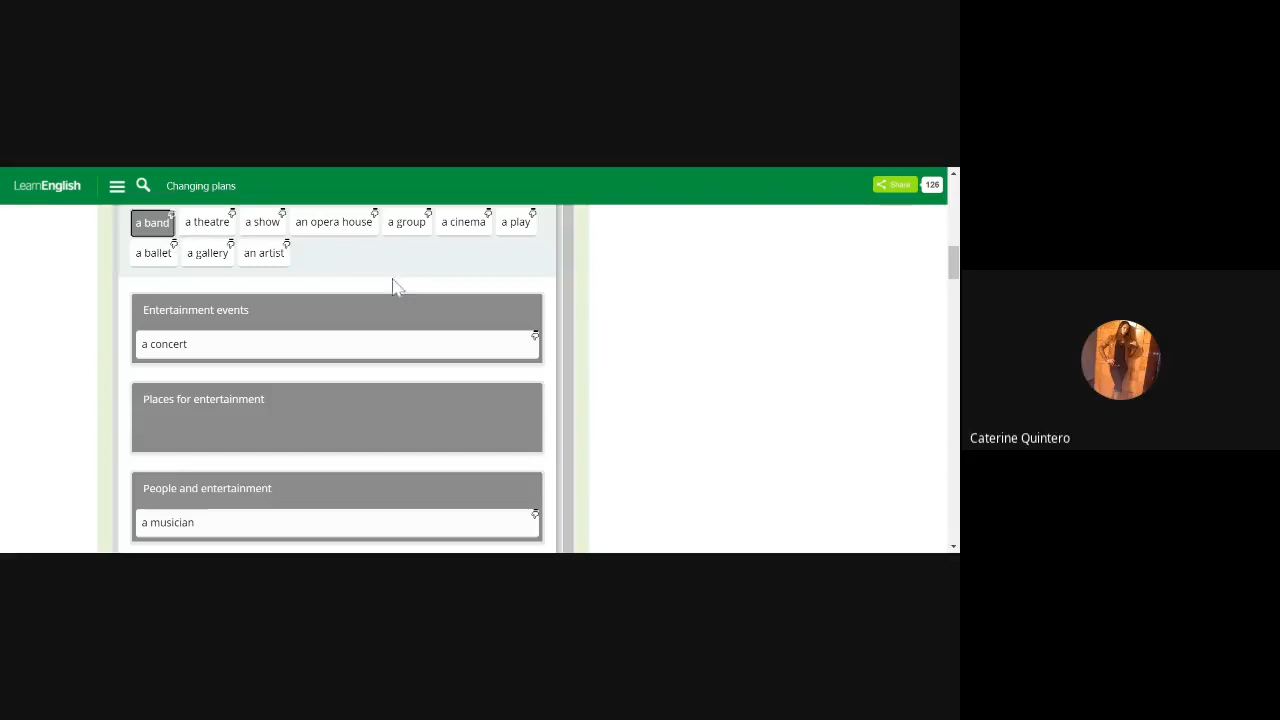 LearnEnglish Changing plans Share 126
a band a theatre a show an opera house a group a cinema a play
a ballet a gallery an artist
Entertainment events
a concert
Places for entertainment
Caterine Quintero
People and entertainment
a musician